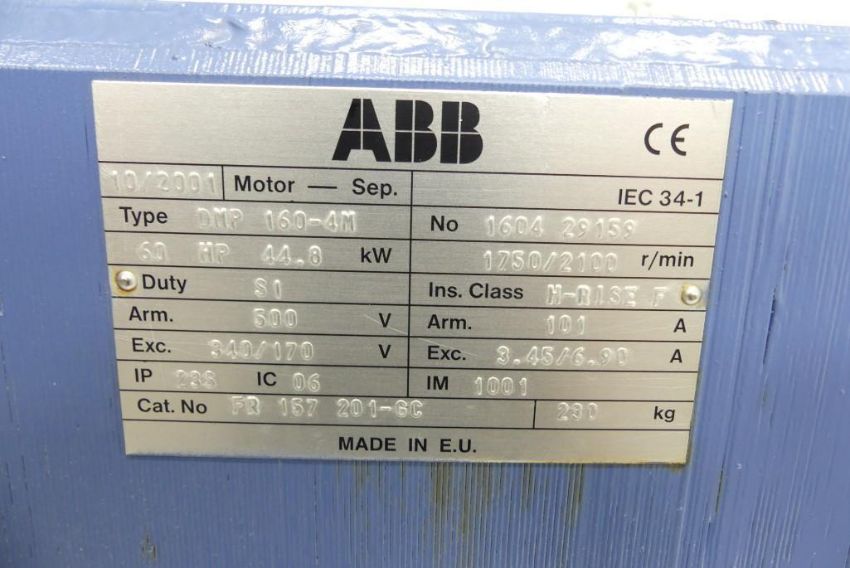 ABB
CE
10/2001 Motor — Sep. IEC 34-1
Type DMP 160-4M No 1604 29159
60 HP 44.8 kW 1750/2100 r/min
Duty S1 Ins. Class H-RISE F
Arm. 500 V Arm. 101 A
Exc. 340/170 V Exc. 3.45/6.90 A
IP 23S IC 06 IM 1001
Cat. No FR 157 201-GC kg
MADE IN E.U.